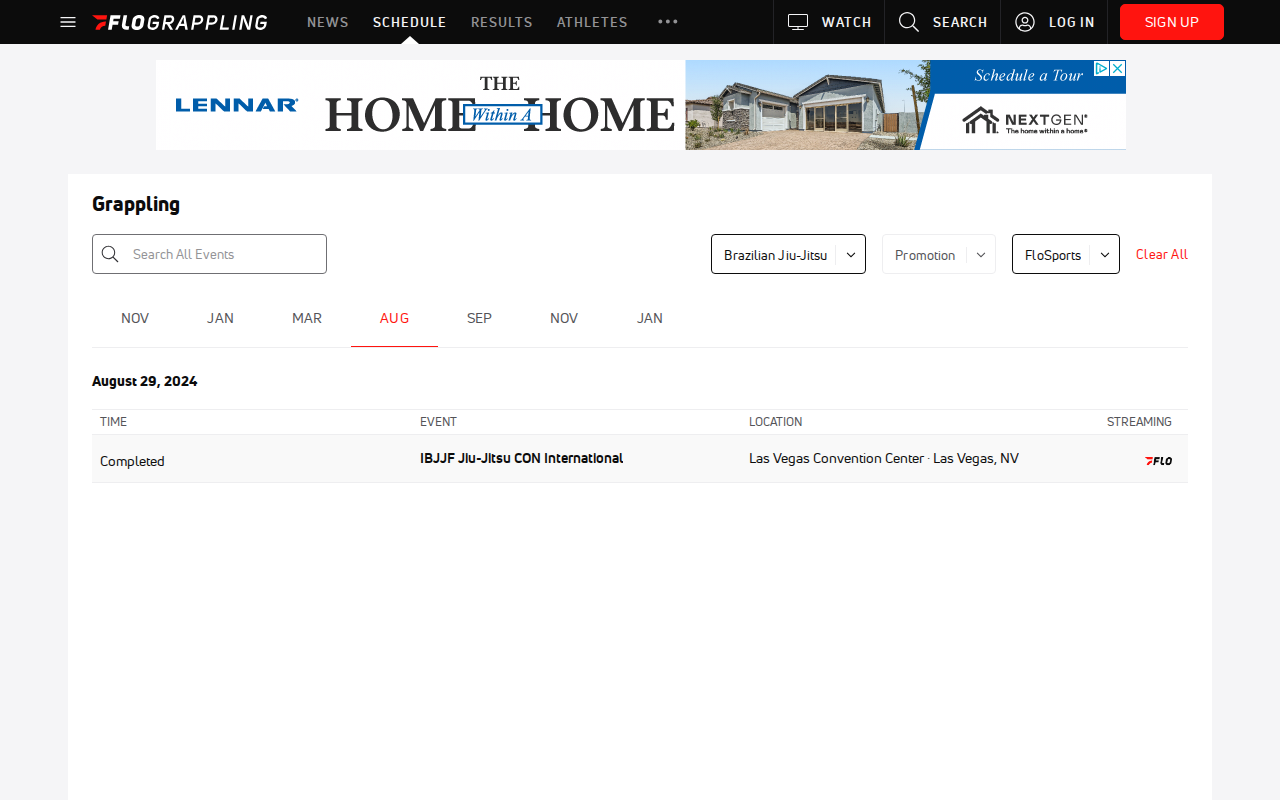 FLOGRAPPLING NEWS SCHEDULE RESULTS ATHLETES WATCH SEARCH LOG IN SIGN UP
LENNAR THE HOME Within A HOME Schedule a Tour
NEXTGEN
The home within a home
Grappling
Search All Events Brazilian Jiu-Jitsu Promotion FloSports Clear All
NOV JAN MAR AUG SEP NOV JAN
August 29, 2024
TIME EVENT LOCATION STREAMING
Completed IBJJF Jiu-Jitsu CON International Las Vegas Convention Center · Las Vegas, NV FLO